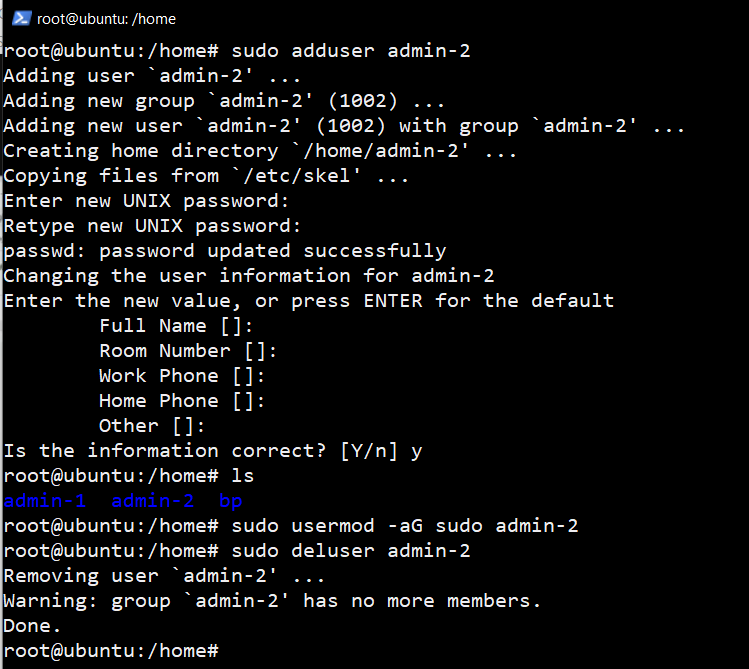 root@ubuntu: /home
root@ubuntu:/home# sudo adduser admin-2
Adding user `admin-2' ...
Adding new group `admin-2' (1002) ...
Adding new user `admin-2' (1002) with group `admin-2' ...
Creating home directory `/home/admin-2' ...
Copying files from `/etc/skel' ...
Enter new UNIX password:
Retype new UNIX password:
passwd: password updated successfully
Changing the user information for admin-2
Enter the new value, or press ENTER for the default
        Full Name []:
        Room Number []:
        Work Phone []:
        Home Phone []:
        Other []:
Is the information correct? [Y/n] y
root@ubuntu:/home# ls
admin-1  admin-2  bp
root@ubuntu:/home# sudo usermod -aG sudo admin-2
root@ubuntu:/home# sudo deluser admin-2
Removing user `admin-2' ...
Warning: group `admin-2' has no more members.
Done.
root@ubuntu:/home#